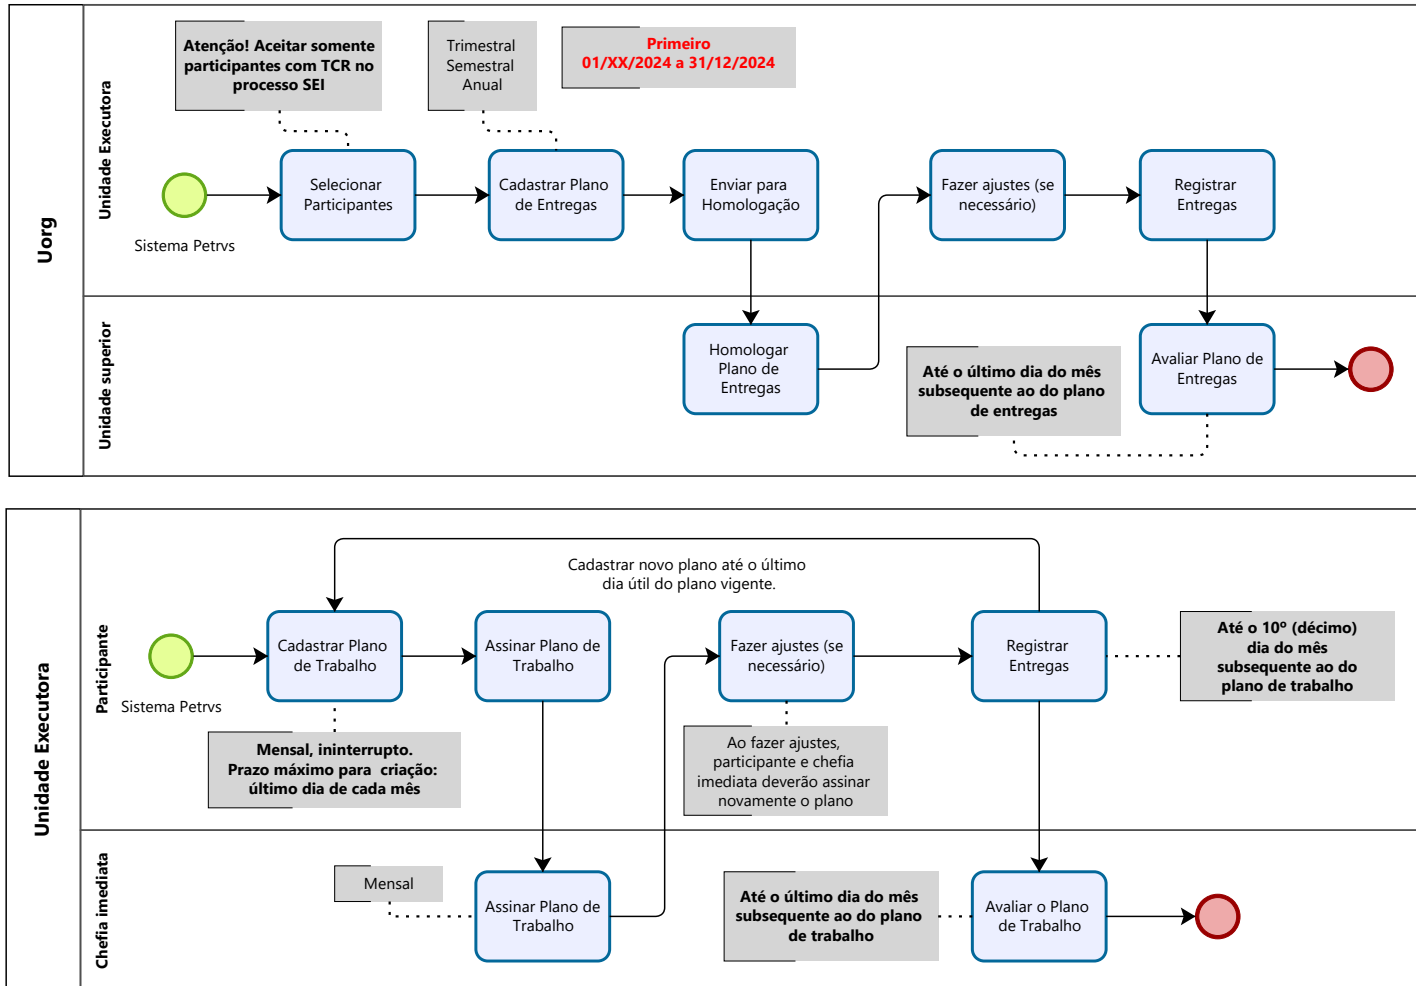 Uorg
Unidade Executora
Atenção! Aceitar somente
participantes com TCR no
processo SEI
Trimestral
Semestral
Anual
Primeiro
01/XX/2024 a 31/12/2024
Sistema Petrvs
Selecionar
Participantes
Cadastrar Plano
de Entregas
Enviar para
Homologação
Fazer ajustes (se
necessário)
Registrar
Entregas
Unidade superior
Homologar
Plano de
Entregas
Até o último dia do mês
subsequente ao do plano
de entregas
Avaliar Plano de
Entregas
Unidade Executora
Participante
Cadastrar novo plano até o último
dia útil do plano vigente.
Sistema Petrvs
Cadastrar Plano
de Trabalho
Assinar Plano de
Trabalho
Fazer ajustes (se
necessário)
Registrar
Entregas
Até o 10º (décimo)
dia do mês
subsequente ao do
plano de trabalho
Mensal, ininterrupto.
Prazo máximo para  criação:
último dia de cada mês
Ao fazer ajustes,
participante e chefia
imediata deverão assinar
novamente o plano
Chefia imediata
Mensal
Assinar Plano de
Trabalho
Até o último dia do mês
subsequente ao do plano
de trabalho
Avaliar o Plano
de Trabalho